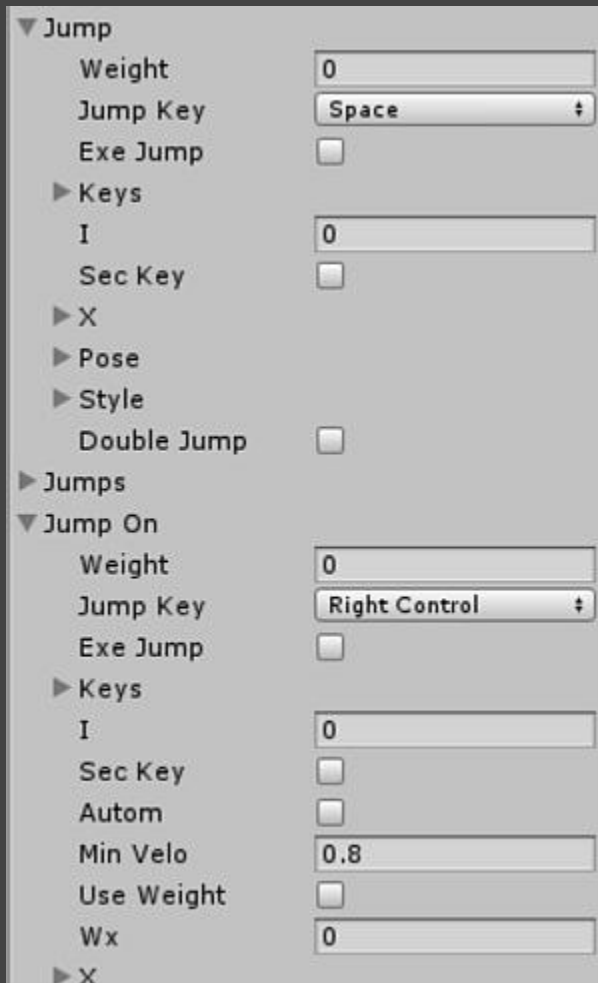 Jump
Weight 0
Jump Key Space
Exe Jump
Keys
I 0
Sec Key
X
Pose
Style
Double Jump
Jumps
Jump On
Weight 0
Jump Key Right Control
Exe Jump
Keys
I 0
Sec Key
Autom
Min Velo 0.8
Use Weight
Wx 0
X